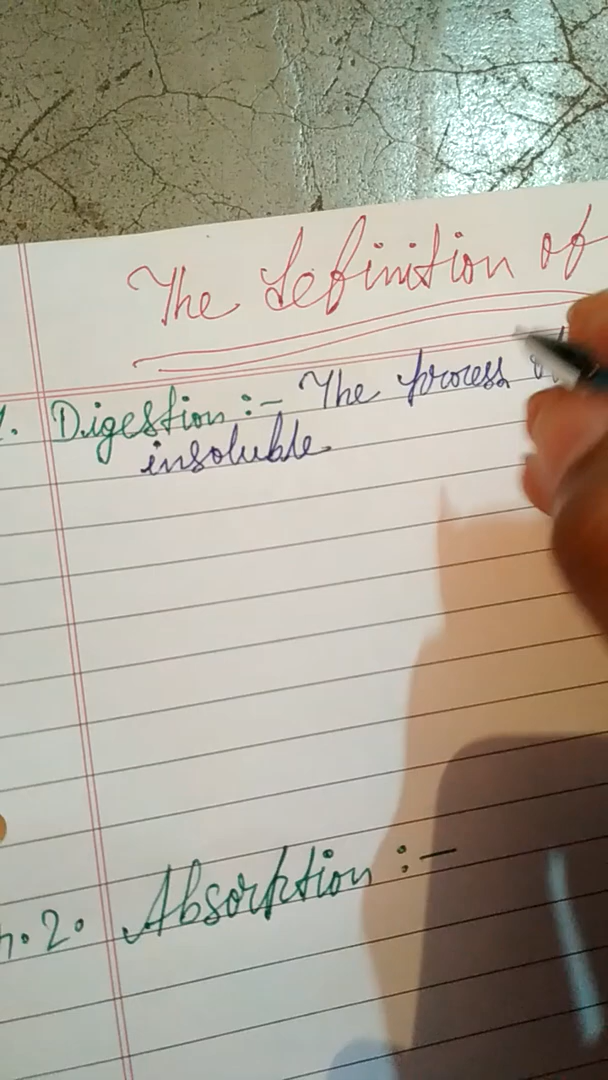 The Definition of
1. Digestion :- The process
insoluble
2. Absorption :-